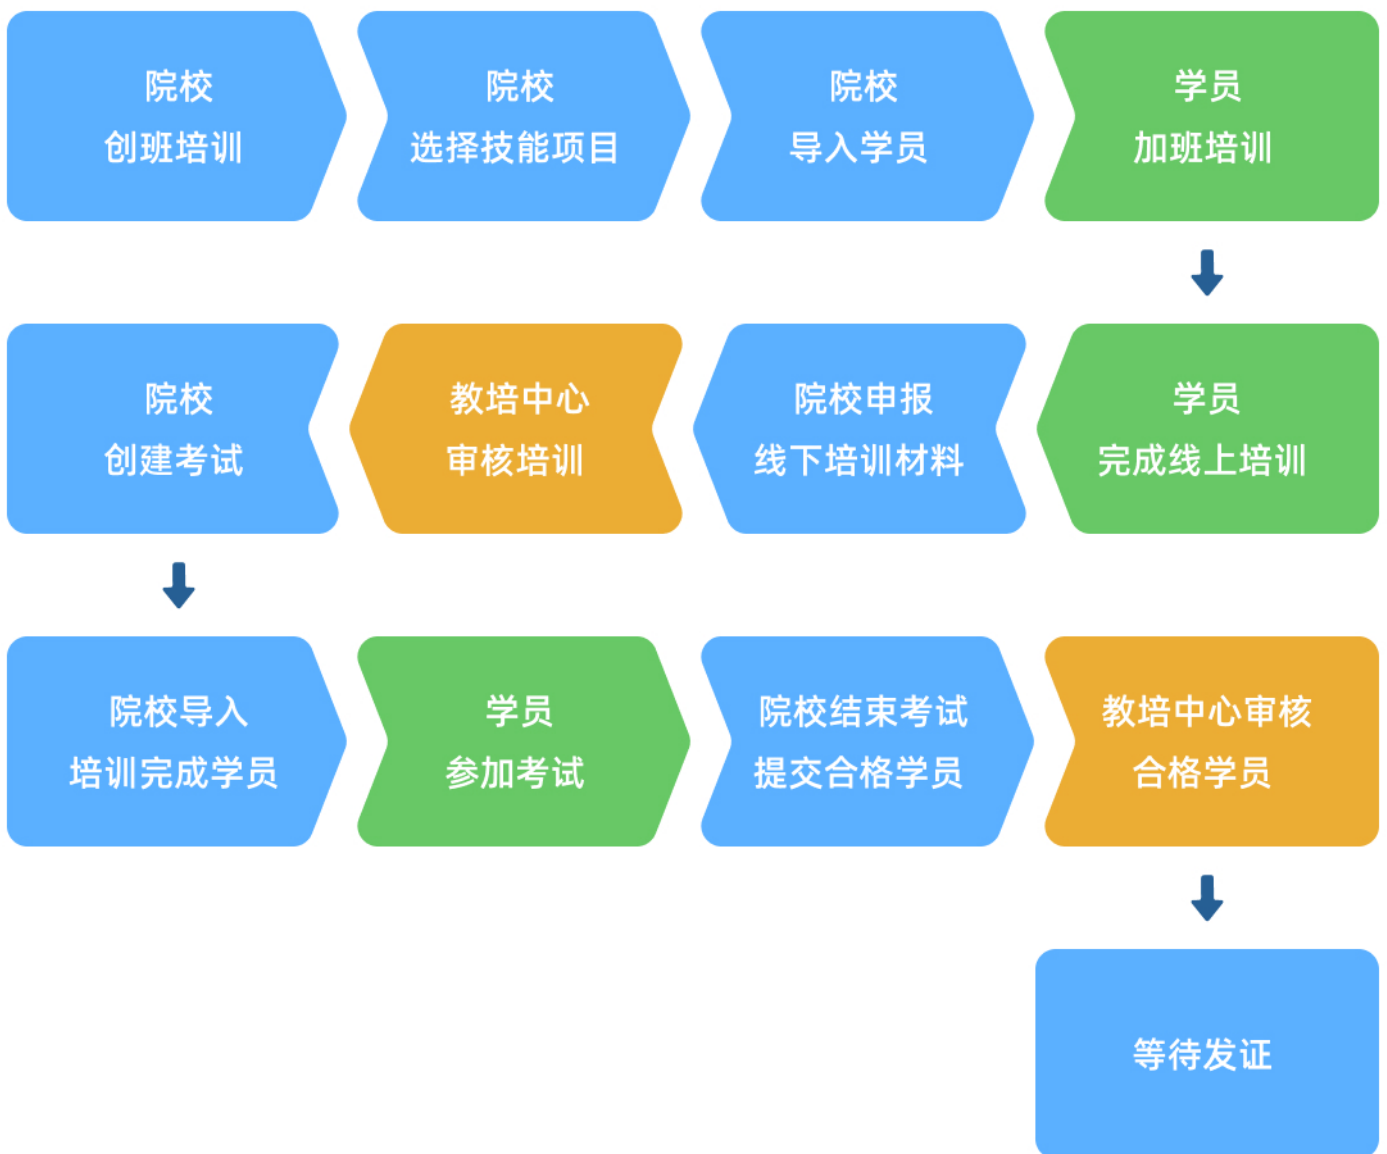 院校
创班培训
院校
选择技能项目
院校
导入学员
学员
加班培训
学员
完成线上培训
院校申报
线下培训材料
教培中心
审核培训
院校
创建考试
院校导入
培训完成学员
学员
参加考试
院校结束考试
提交合格学员
教培中心审核
合格学员
等待发证